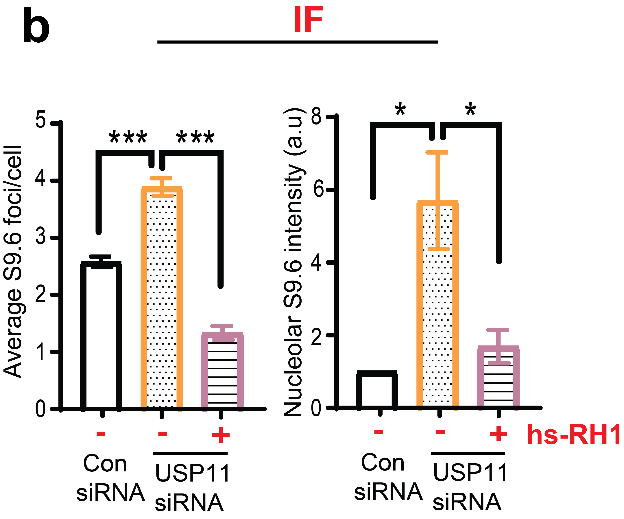 b
IF
Average S9.6 foci/cell
5
4
3
2
1
0
*** ***
- - +
Con
siRNA
USP11
siRNA
Nucleolar S9.6 intensity (a.u)
8
6
4
2
0
* *
- - + hs-RH1
Con
siRNA
USP11
siRNA